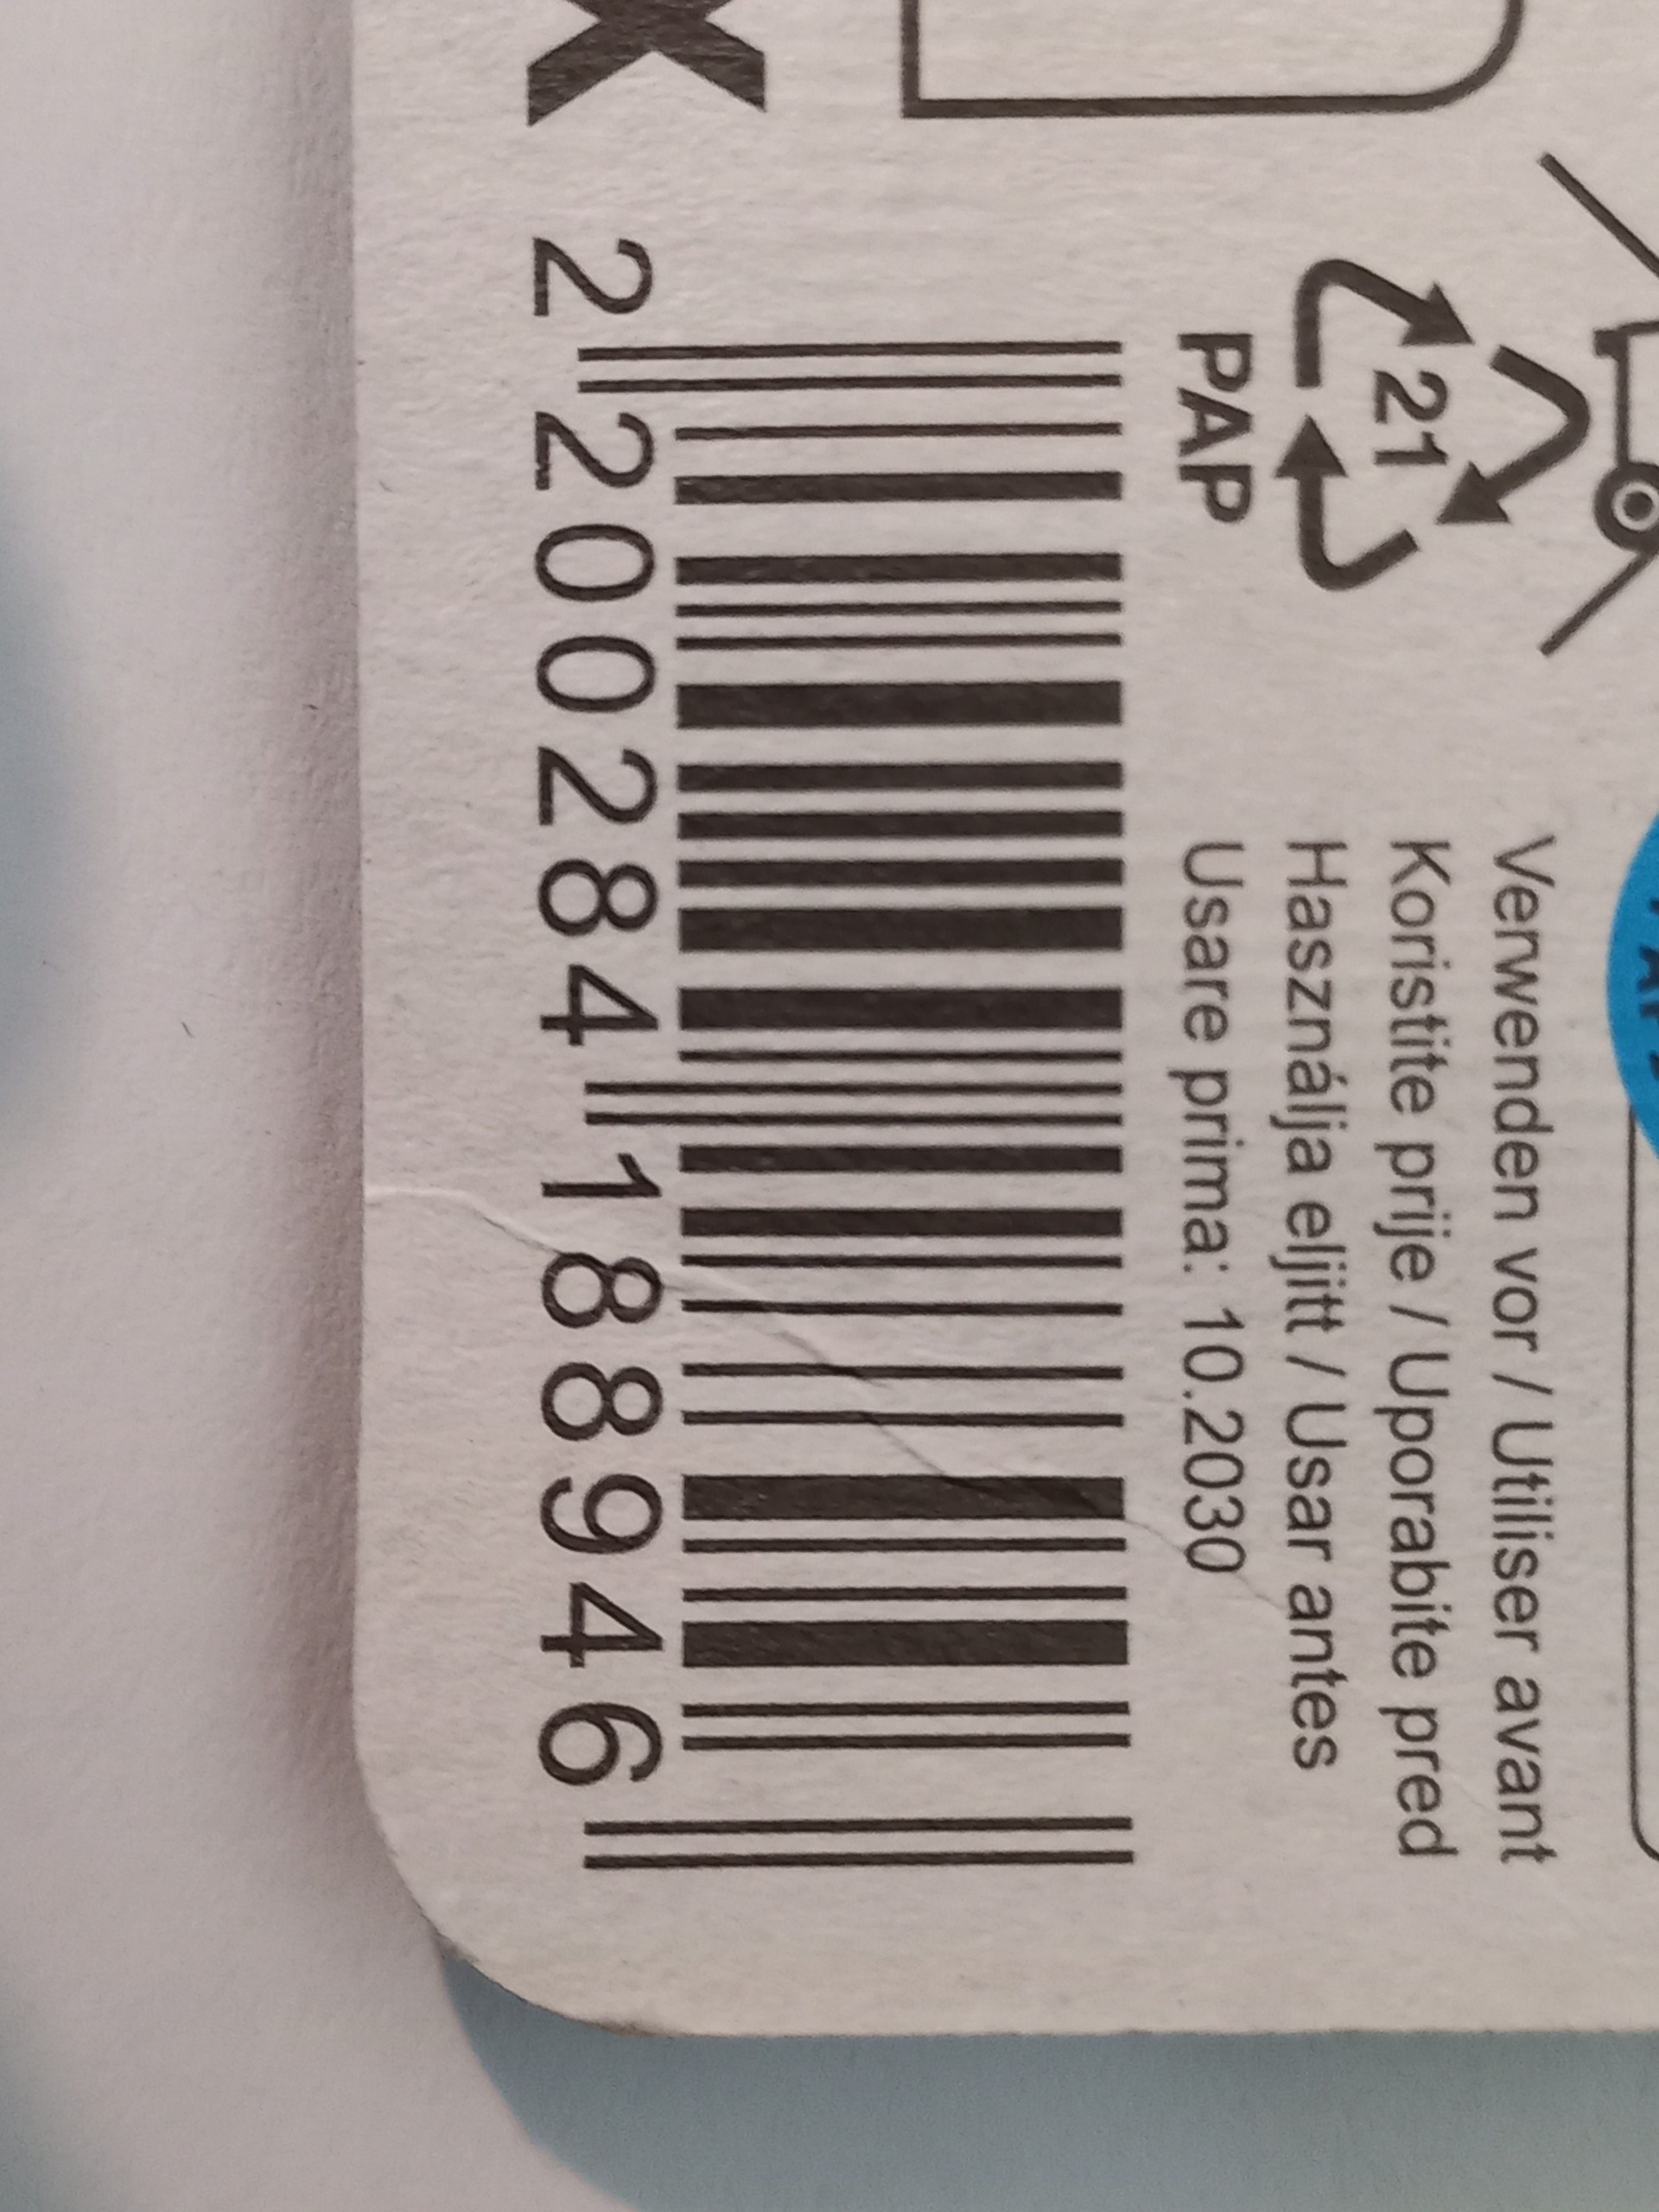 X
21
PAP
Verwenden vor / Utiliser avant
Koristite prije / Uporabite pred
Használja eljitt / Usar antes
Usare prima: 10.2030
2 200284 188946